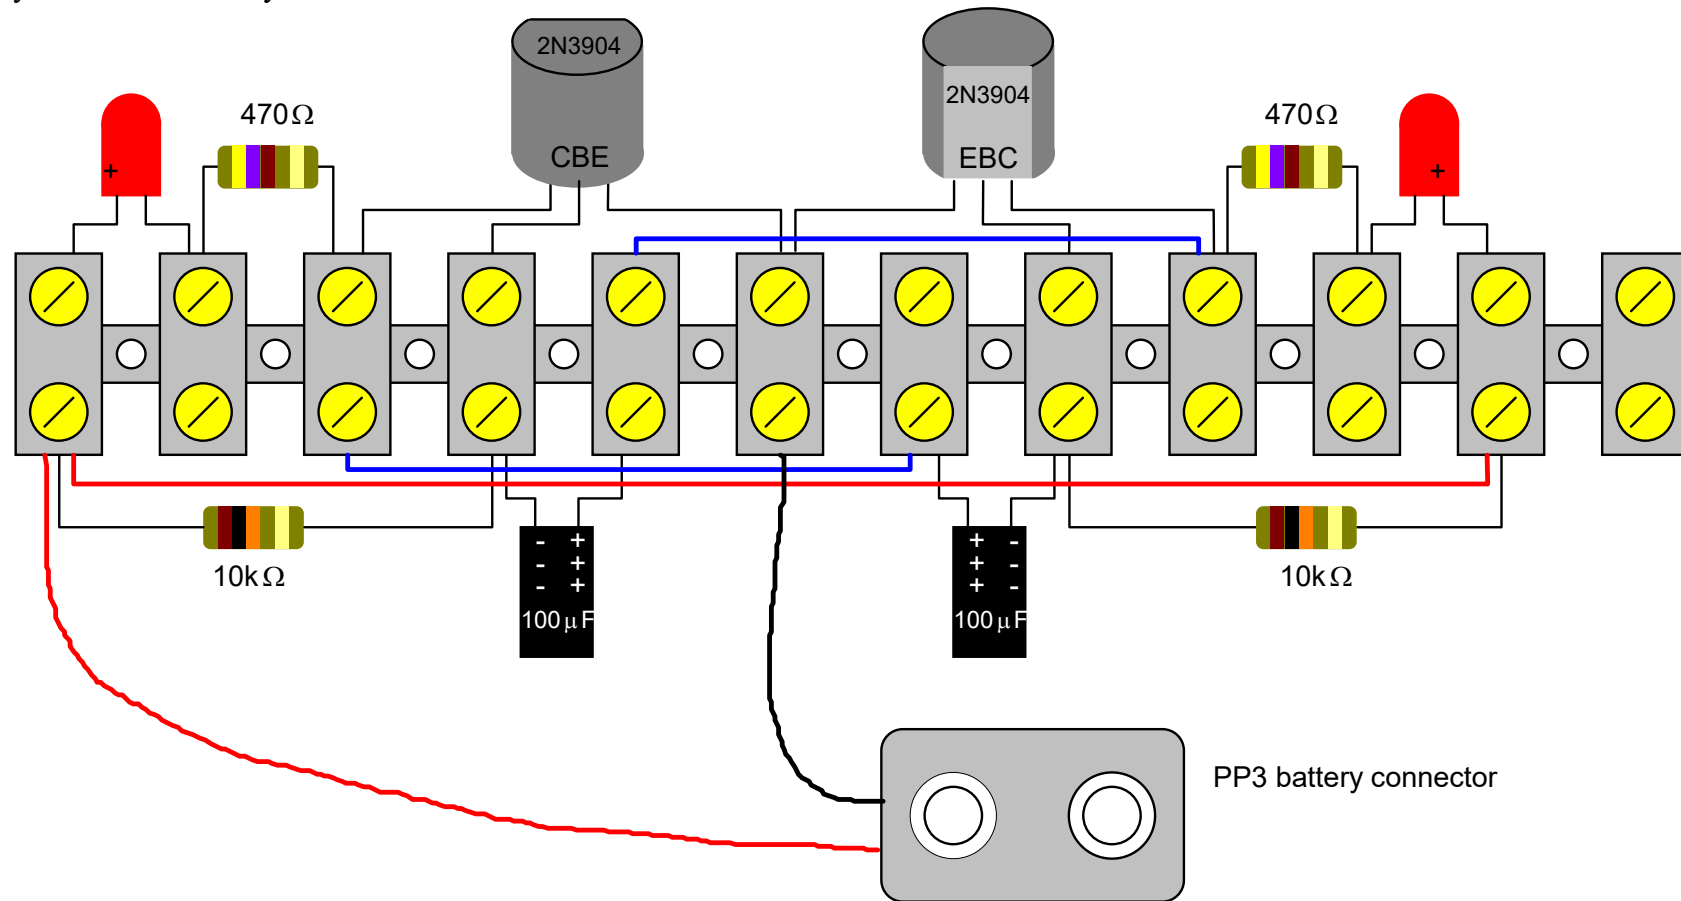 2N3904
2N3904
470Ω
470Ω
+
+
CBE
EBC
- +
- +
- +
100μF
+ -
+ -
+ -
100μF
10kΩ
10kΩ
PP3 battery connector